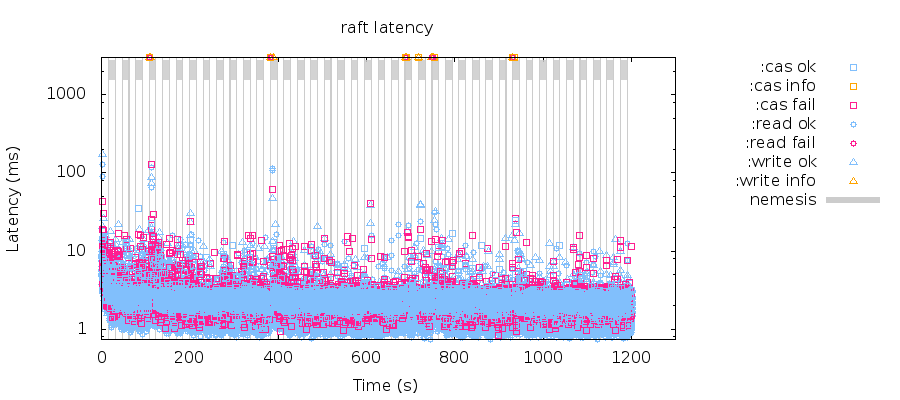 raft latency
Latency (ms)
1000
100
10
1
0
200
400
600
800
1000
1200
Time (s)
:cas ok
:cas info
:cas fail
:read ok
:read fail
:write ok
:write info
nemesis